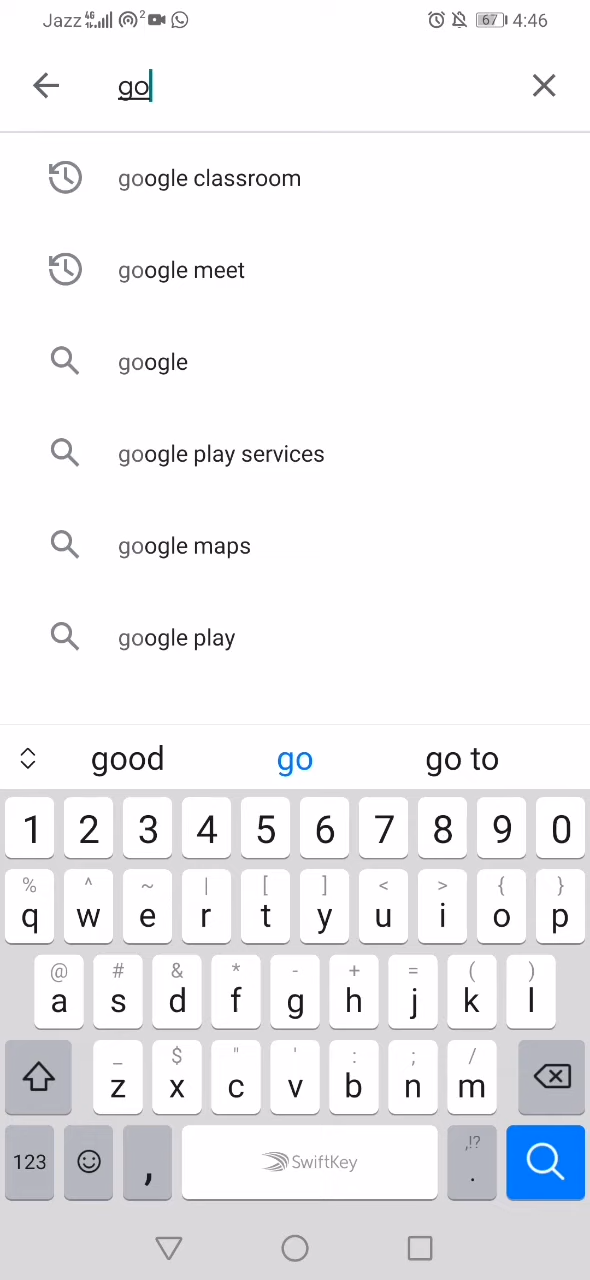 Jazz 4G 2 67 4:46
go
google classroom
google meet
google
google play services
google maps
google play
good go go to
1 2 3 4 5 6 7 8 9 0
% ^ ~ | [ ] < > { }
q w e r t y u i o p
@ # & * - + = ( )
a s d f g h j k l
_ $ " ' : ; /
z x c v b n m
,!?
123 , SwiftKey .